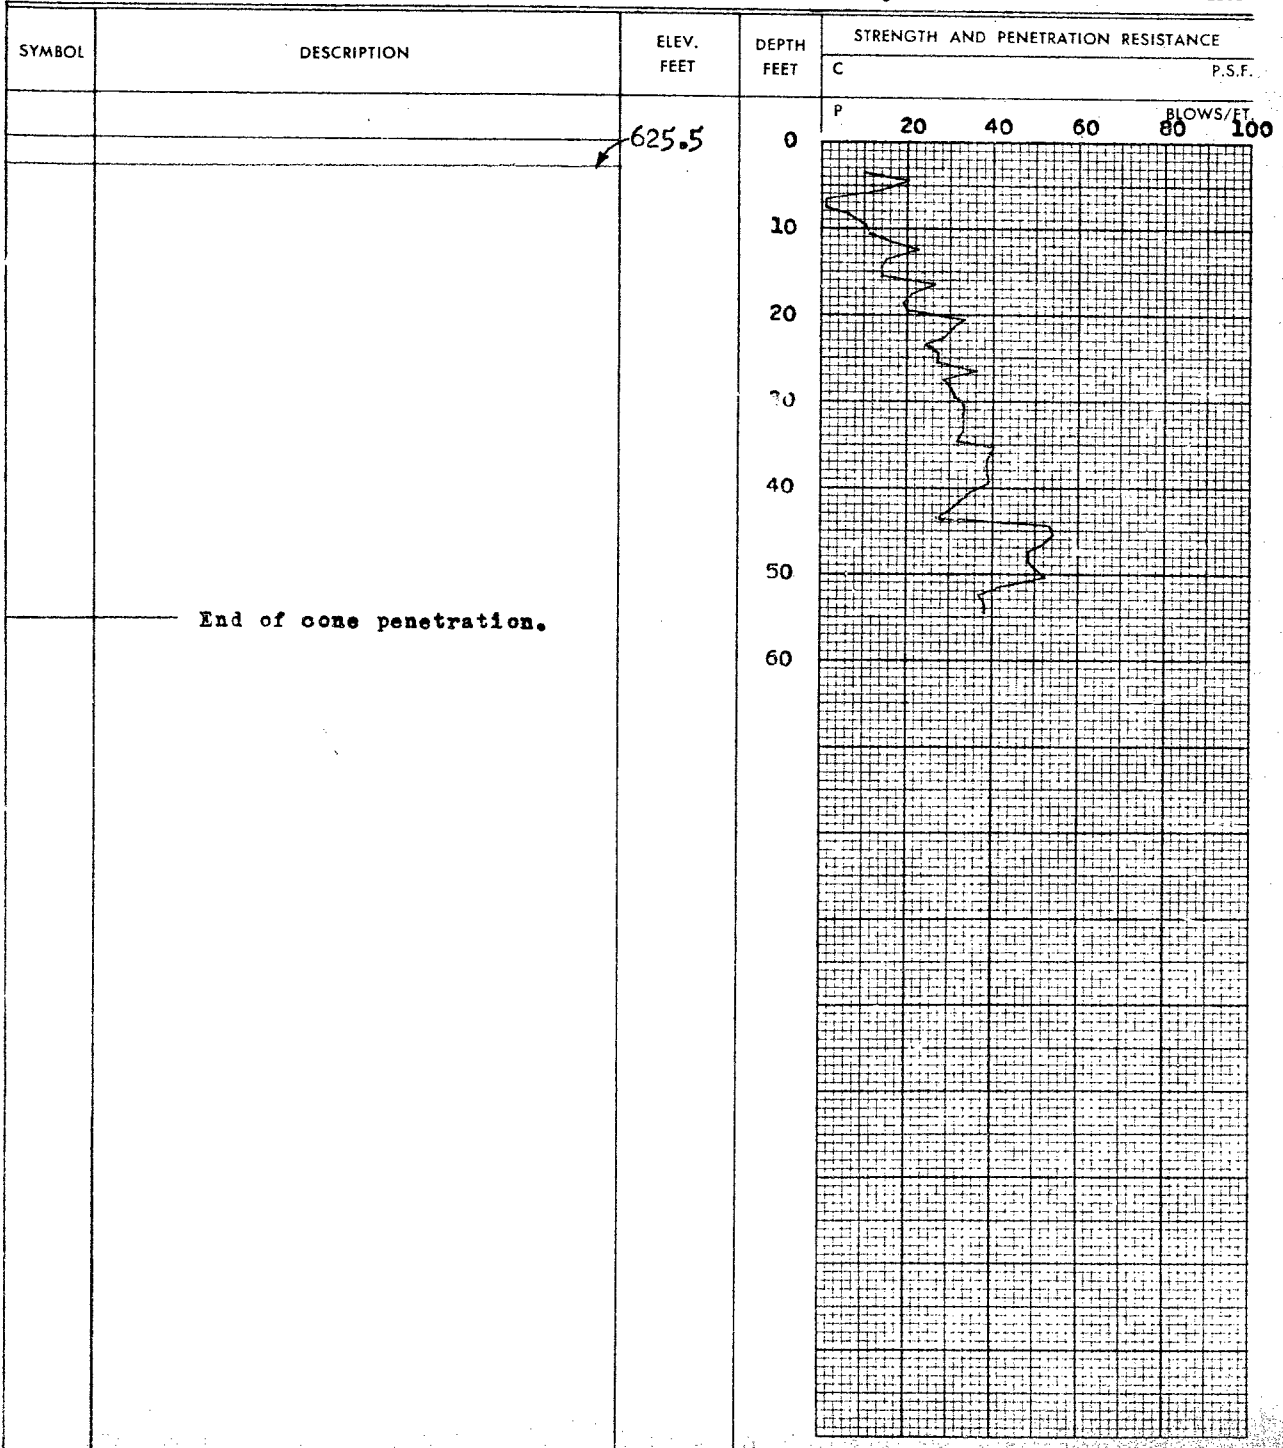 SYMBOL
DESCRIPTION
ELEV.
FEET
DEPTH
FEET
STRENGTH AND PENETRATION RESISTANCE
C P.S.F.
P BLOWS/FT.
20 40 60 80 100
625.5
0
10
20
30
40
50
End of cone penetration.
60